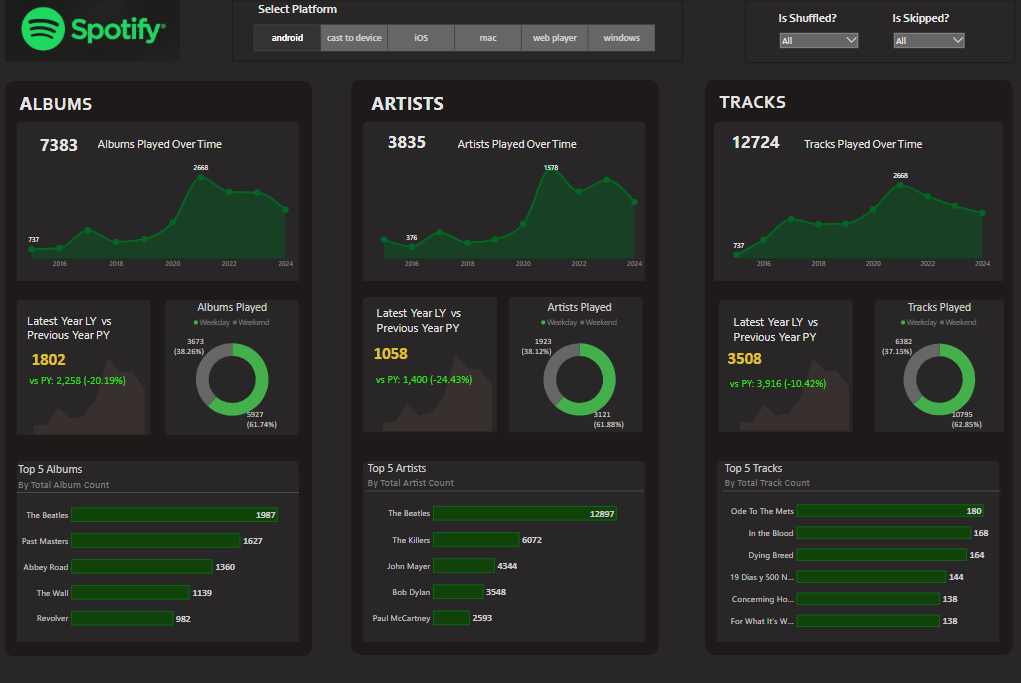 Spotify®
Select Platform
android
cast to device
iOS
mac
web player
windows
Is Shuffled?
All
Is Skipped?
All
ALBUMS
7383
Albums Played Over Time
2668
737
2016
2018
2020
2022
2024
Latest Year LY vs
Previous Year PY
1802
vs PY: 2,258 (-20.19%)
Albums Played
Weekday
Weekend
3673
(38.26%)
5927
(61.74%)
Top 5 Albums
By Total Album Count
The Beatles 1987
Past Masters 1627
Abbey Road 1360
The Wall 1139
Revolver 982
ARTISTS
3835
Artists Played Over Time
1578
376
2016
2018
2020
2022
2024
Latest Year LY vs
Previous Year PY
1058
vs PY: 1,400 (-24.43%)
Artists Played
Weekday
Weekend
1923
(38.12%)
3121
(61.88%)
Top 5 Artists
By Total Artist Count
The Beatles 12897
The Killers 6072
John Mayer 4344
Bob Dylan 3548
Paul McCartney 2593
TRACKS
12724
Tracks Played Over Time
2668
737
2016
2018
2020
2022
2024
Latest Year LY vs
Previous Year PY
3508
vs PY: 3,916 (-10.42%)
Tracks Played
Weekday
Weekend
6382
(37.15%)
10795
(62.85%)
Top 5 Tracks
By Total Track Count
Ode To The Mets 180
In the Blood 168
Dying Breed 164
19 Dias y 500 N... 144
Concerning Ho... 138
For What It's W... 138